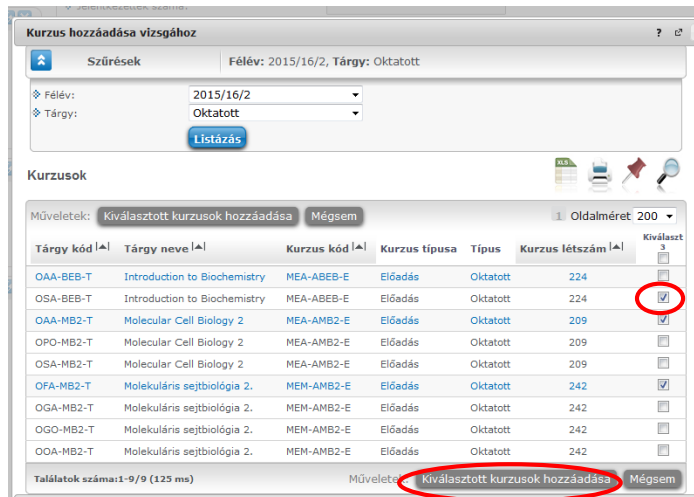 Jelentkezettek száma:
Kurzus hozzáadása vizsgához ?
Szűrések Félév: 2015/16/2, Tárgy: Oktatott
Félév: 2015/16/2
Tárgy: Oktatott
Listázás
Kurzusok XLS
Műveletek: Kiválasztott kurzusok hozzáadása Mégsem 1 Oldalméret 200
Tárgy kód Tárgy neve Kurzus kód Kurzus típusa Típus Kurzus létszám Kiválaszt
3
OAA-BEB-T Introduction to Biochemistry MEA-ABEB-E Előadás Oktatott 224
OSA-BEB-T Introduction to Biochemistry MEA-ABEB-E Előadás Oktatott 224
OAA-MB2-T Molecular Cell Biology 2 MEA-AMB2-E Előadás Oktatott 209
OPO-MB2-T Molecular Cell Biology 2 MEA-AMB2-E Előadás Oktatott 209
OSA-MB2-T Molecular Cell Biology 2 MEA-AMB2-E Előadás Oktatott 209
OFA-MB2-T Molekuláris sejtbiológia 2. MEM-AMB2-E Előadás Oktatott 242
OGA-MB2-T Molekuláris sejtbiológia 2. MEM-AMB2-E Előadás Oktatott 242
OGO-MB2-T Molekuláris sejtbiológia 2. MEM-AMB2-E Előadás Oktatott 242
OOA-MB2-T Molekuláris sejtbiológia 2. MEM-AMB2-E Előadás Oktatott 242
Találatok száma:1-9/9 (125 ms) Műveletek: Kiválasztott kurzusok hozzáadása Mégsem